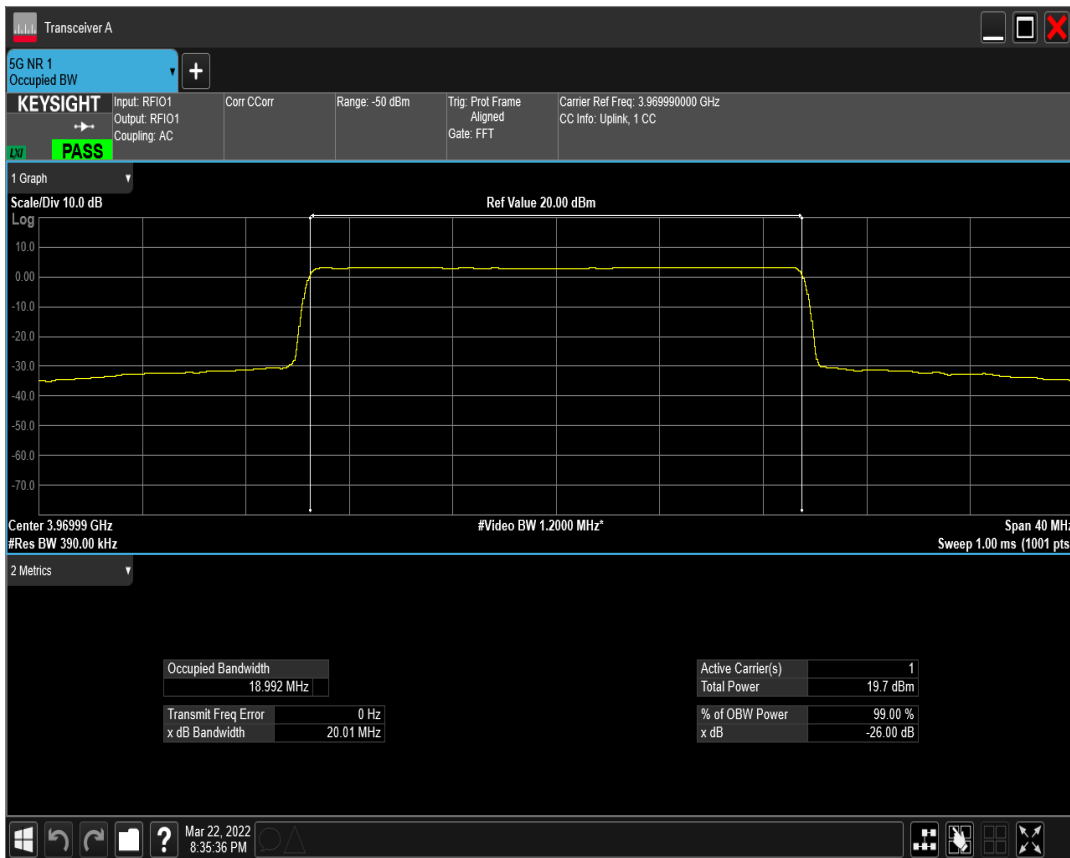 Transceiver A
5G NR 1
Occupied BW
+
KEYSIGHT
LXI
PASS
Input: RFIO1
Output: RFIO1
Coupling: AC
Corr CCorr
Range: -50 dBm
Trig: Prot Frame
Aligned
Gate: FFT
Carrier Ref Freq: 3.969990000 GHz
CC Info: Uplink, 1 CC
1 Graph
Scale/Div 10.0 dB
Ref Value 20.00 dBm
Log
10.0
0.00
-10.0
-20.0
-30.0
-40.0
-50.0
-60.0
-70.0
Center 3.96999 GHz
#Video BW 1.2000 MHz*
Span 40 MHz
#Res BW 390.00 kHz
Sweep 1.00 ms (1001 pts
2 Metrics
Occupied Bandwidth
18.992 MHz
Transmit Freq Error 0 Hz
x dB Bandwidth 20.01 MHz
Active Carrier(s) 1
Total Power 19.7 dBm
% of OBW Power 99.00 %
x dB -26.00 dB
?
Mar 22, 2022
8:35:36 PM